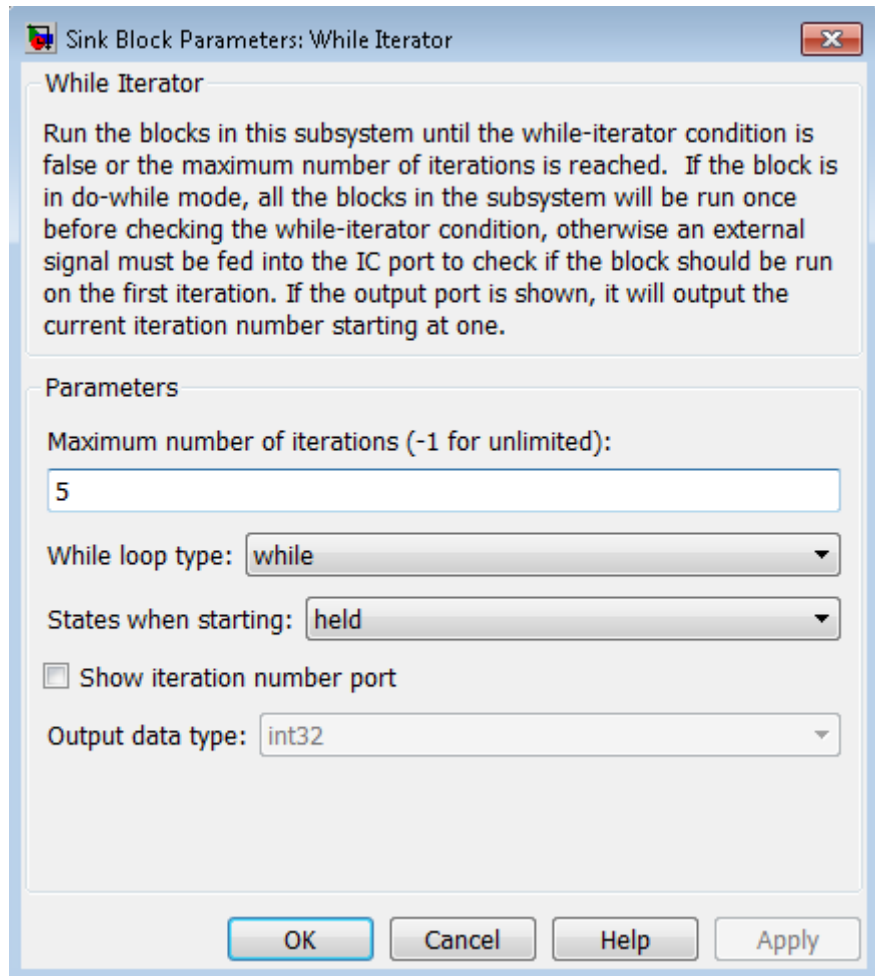 Sink Block Parameters: While Iterator
While Iterator
Run the blocks in this subsystem until the while-iterator condition is
false or the maximum number of iterations is reached.  If the block is
in do-while mode, all the blocks in the subsystem will be run once
before checking the while-iterator condition, otherwise an external
signal must be fed into the IC port to check if the block should be run
on the first iteration. If the output port is shown, it will output the
current iteration number starting at one.
Parameters
Maximum number of iterations (-1 for unlimited):
5
While loop type: while
States when starting: held
Show iteration number port
Output data type: int32
OK Cancel Help Apply